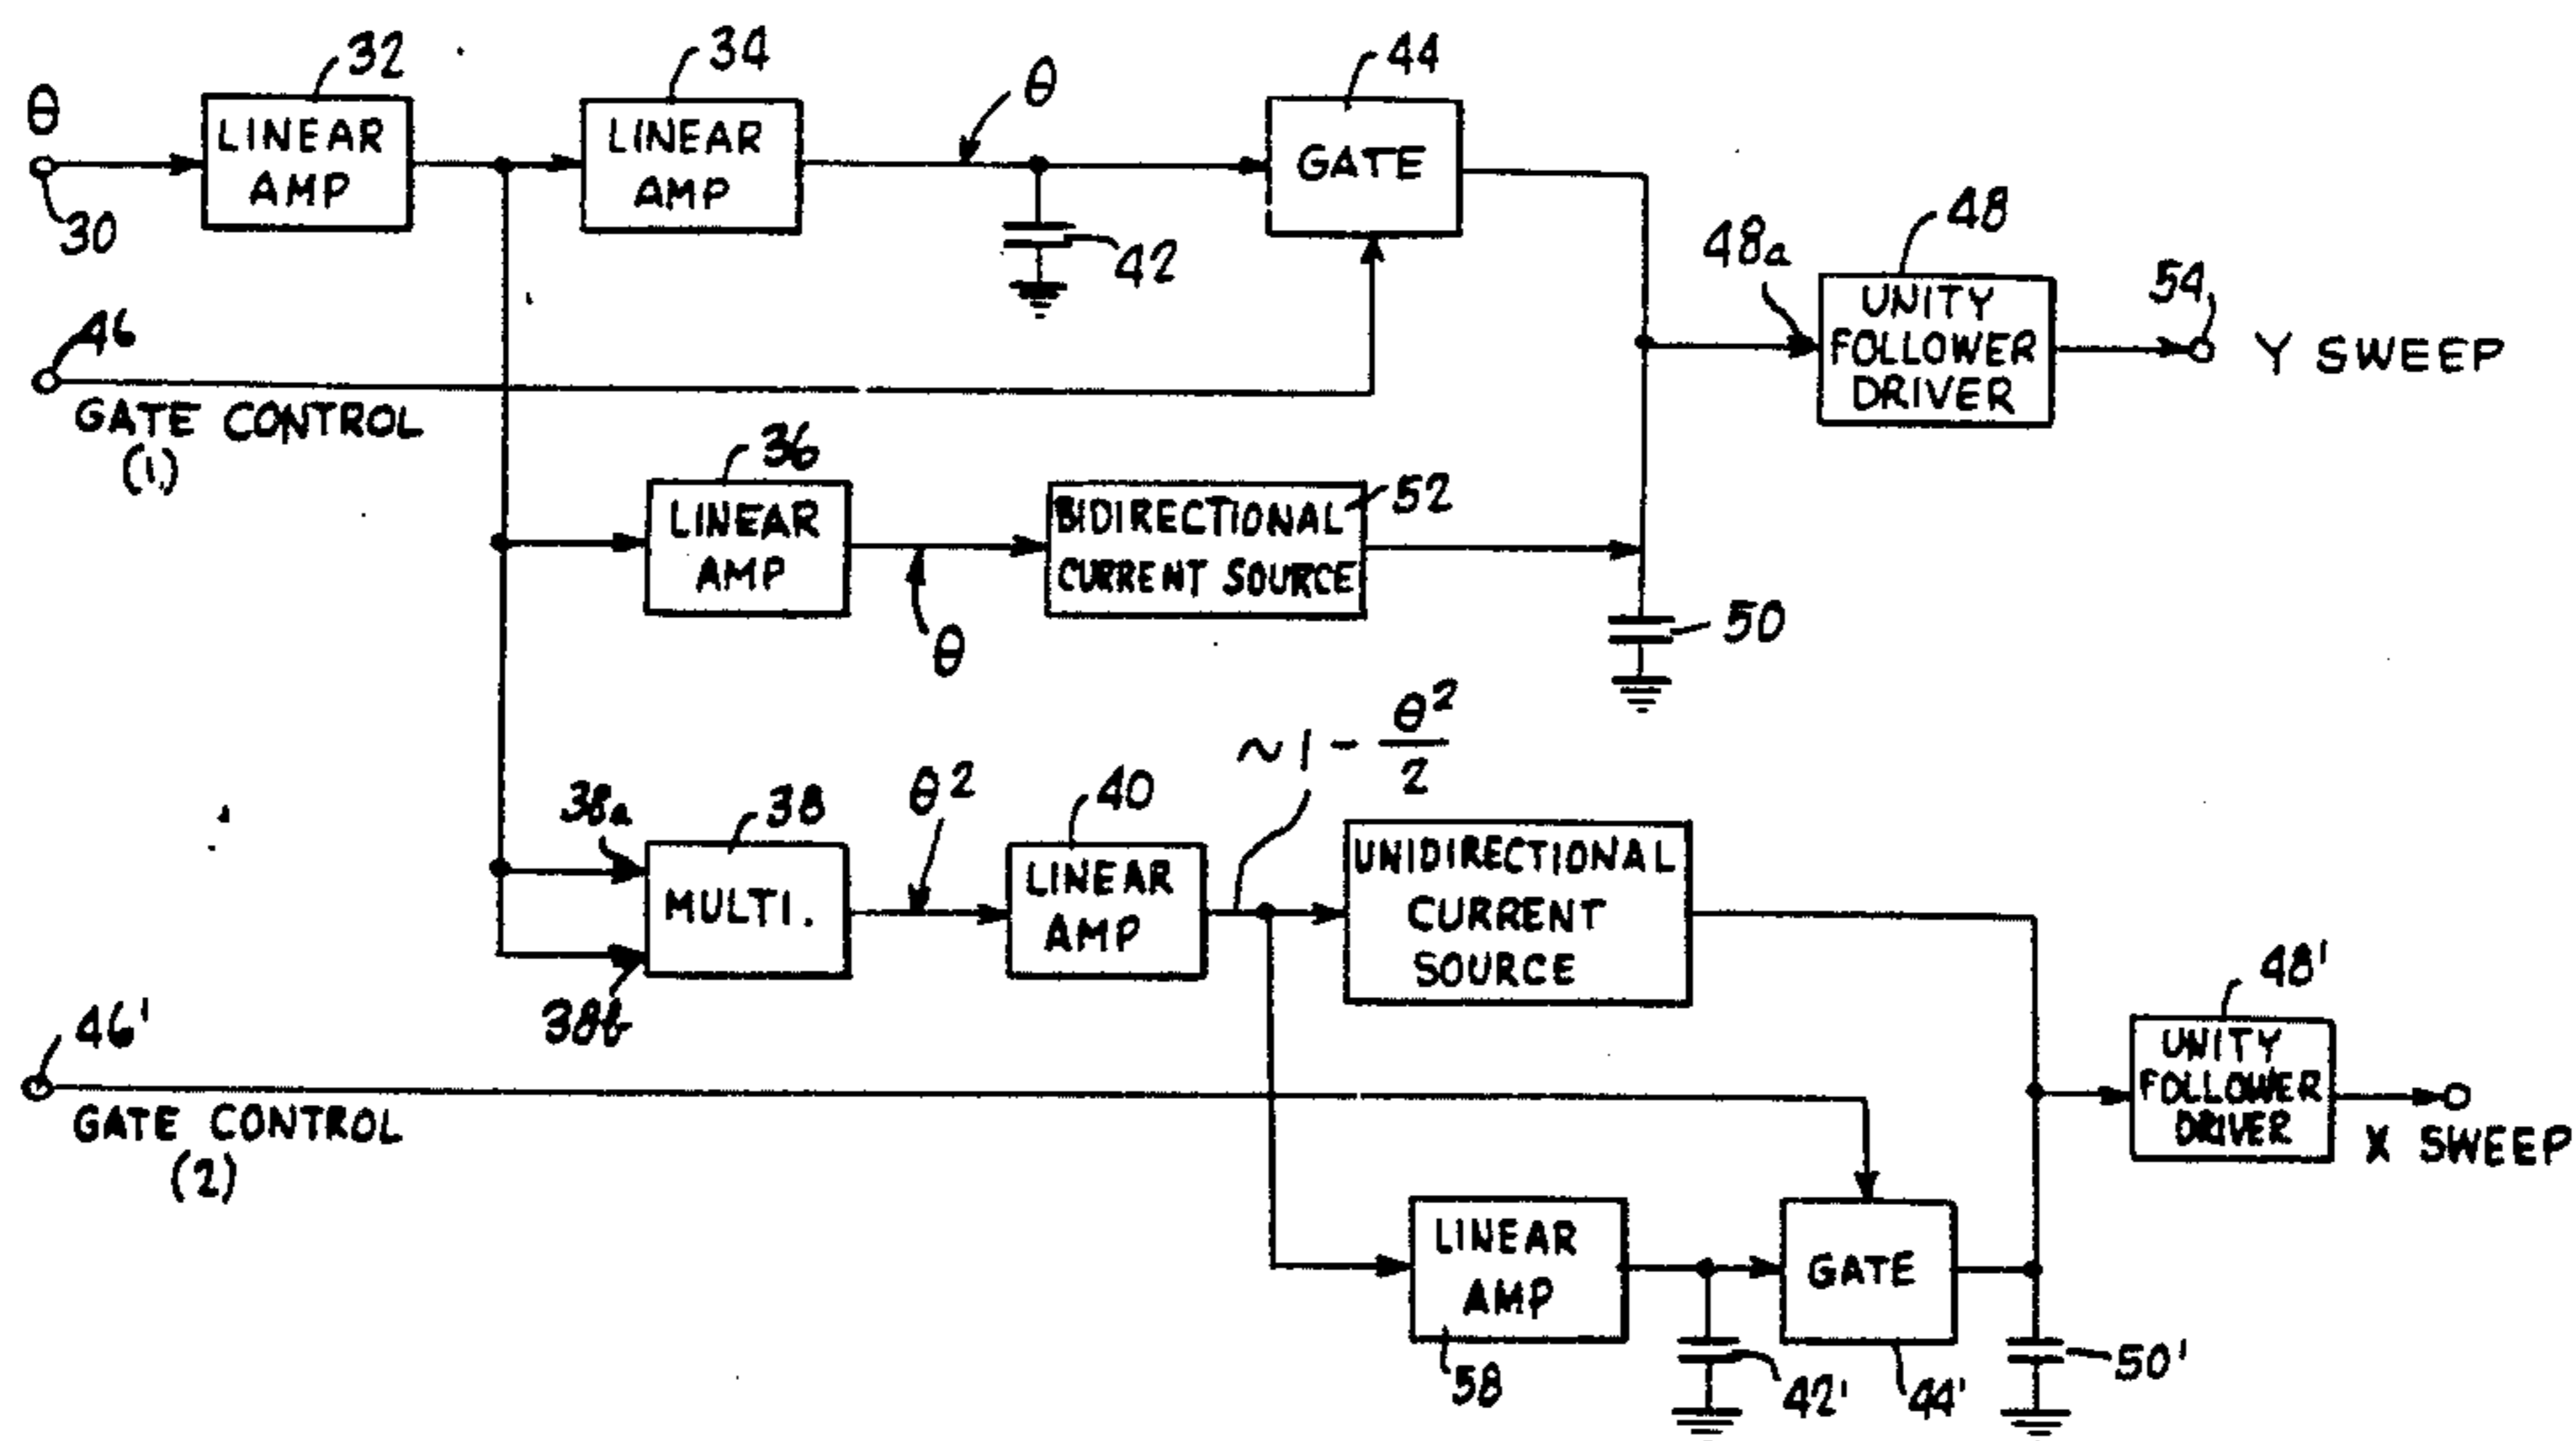 θ
30
32
LINEAR
AMP
34
LINEAR
AMP
θ
42
44
GATE
46
GATE CONTROL
(1)
48a
48
UNITY
FOLLOWER
DRIVER
54
Y SWEEP
36
LINEAR
AMP
θ
BIDIRECTIONAL
CURRENT SOURCE
52
50
38a
38b
38
MULTI.
θ2
40
LINEAR
AMP
~1 - θ2/2
UNIDIRECTIONAL
CURRENT
SOURCE
46'
GATE CONTROL
(2)
48'
UNITY
FOLLOWER
DRIVER
X SWEEP
LINEAR
AMP
58
42'
GATE
44'
50'